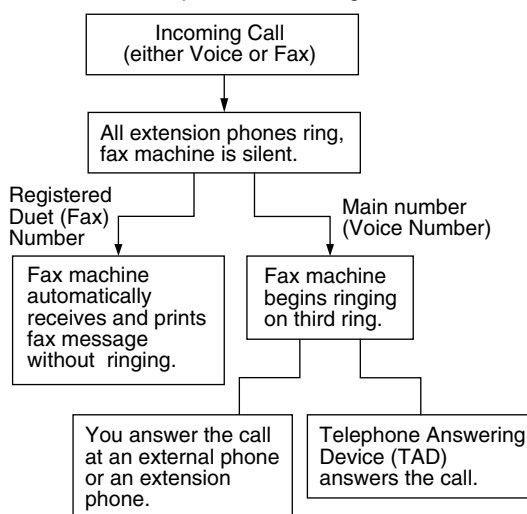 Incoming Call
(either Voice or Fax)
All extension phones ring,
fax machine is silent.
Registered
Duet (Fax)
Number
Main number
(Voice Number)
Fax machine
automatically
receives and prints
fax message
without ringing.
Fax machine
begins ringing
on third ring.
You answer the call
at an external phone
or an extension
phone.
Telephone Answering
Device (TAD)
answers the call.